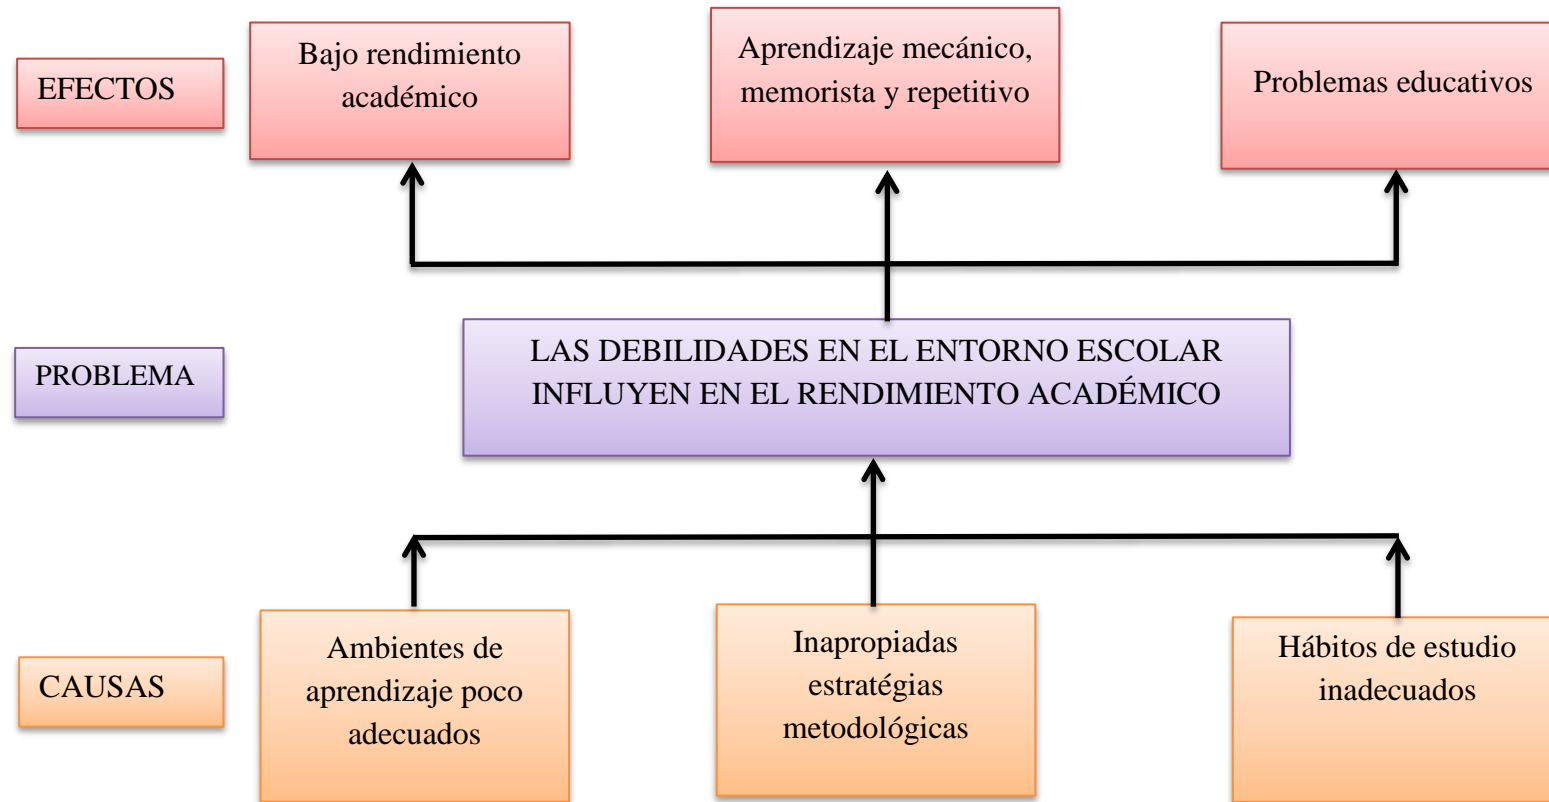 EFECTOS
Bajo rendimiento
académico
Aprendizaje mecánico,
memorista y repetitivo
Problemas educativos
PROBLEMA
LAS DEBILIDADES EN EL ENTORNO ESCOLAR
INFLUYEN EN EL RENDIMIENTO ACADÉMICO
CAUSAS
Ambientes de
aprendizaje poco
adecuados
Inapropiadas
estratégias
metodológicas
Hábitos de estudio
inadecuados